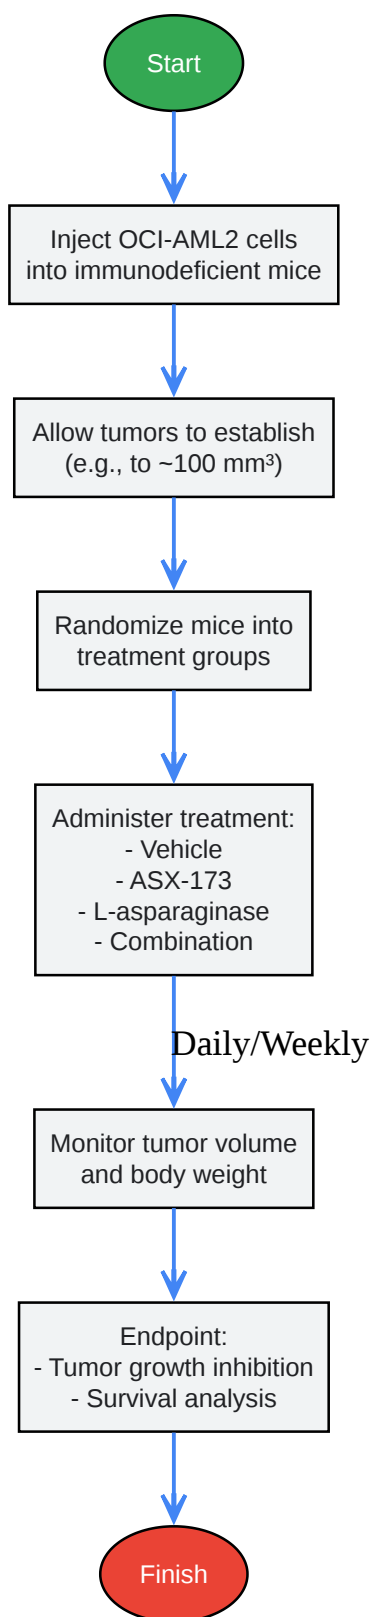 Start
Inject OCI-AML2 cells
into immunodeficient mice
Allow tumors to establish
(e.g., to ~100 mm³)
Randomize mice into
treatment groups
Administer treatment:
- Vehicle
- ASX-173
- L-asparaginase
- Combination
Daily/Weekly
Monitor tumor volume
and body weight
Endpoint:
- Tumor growth inhibition
- Survival analysis
Finish